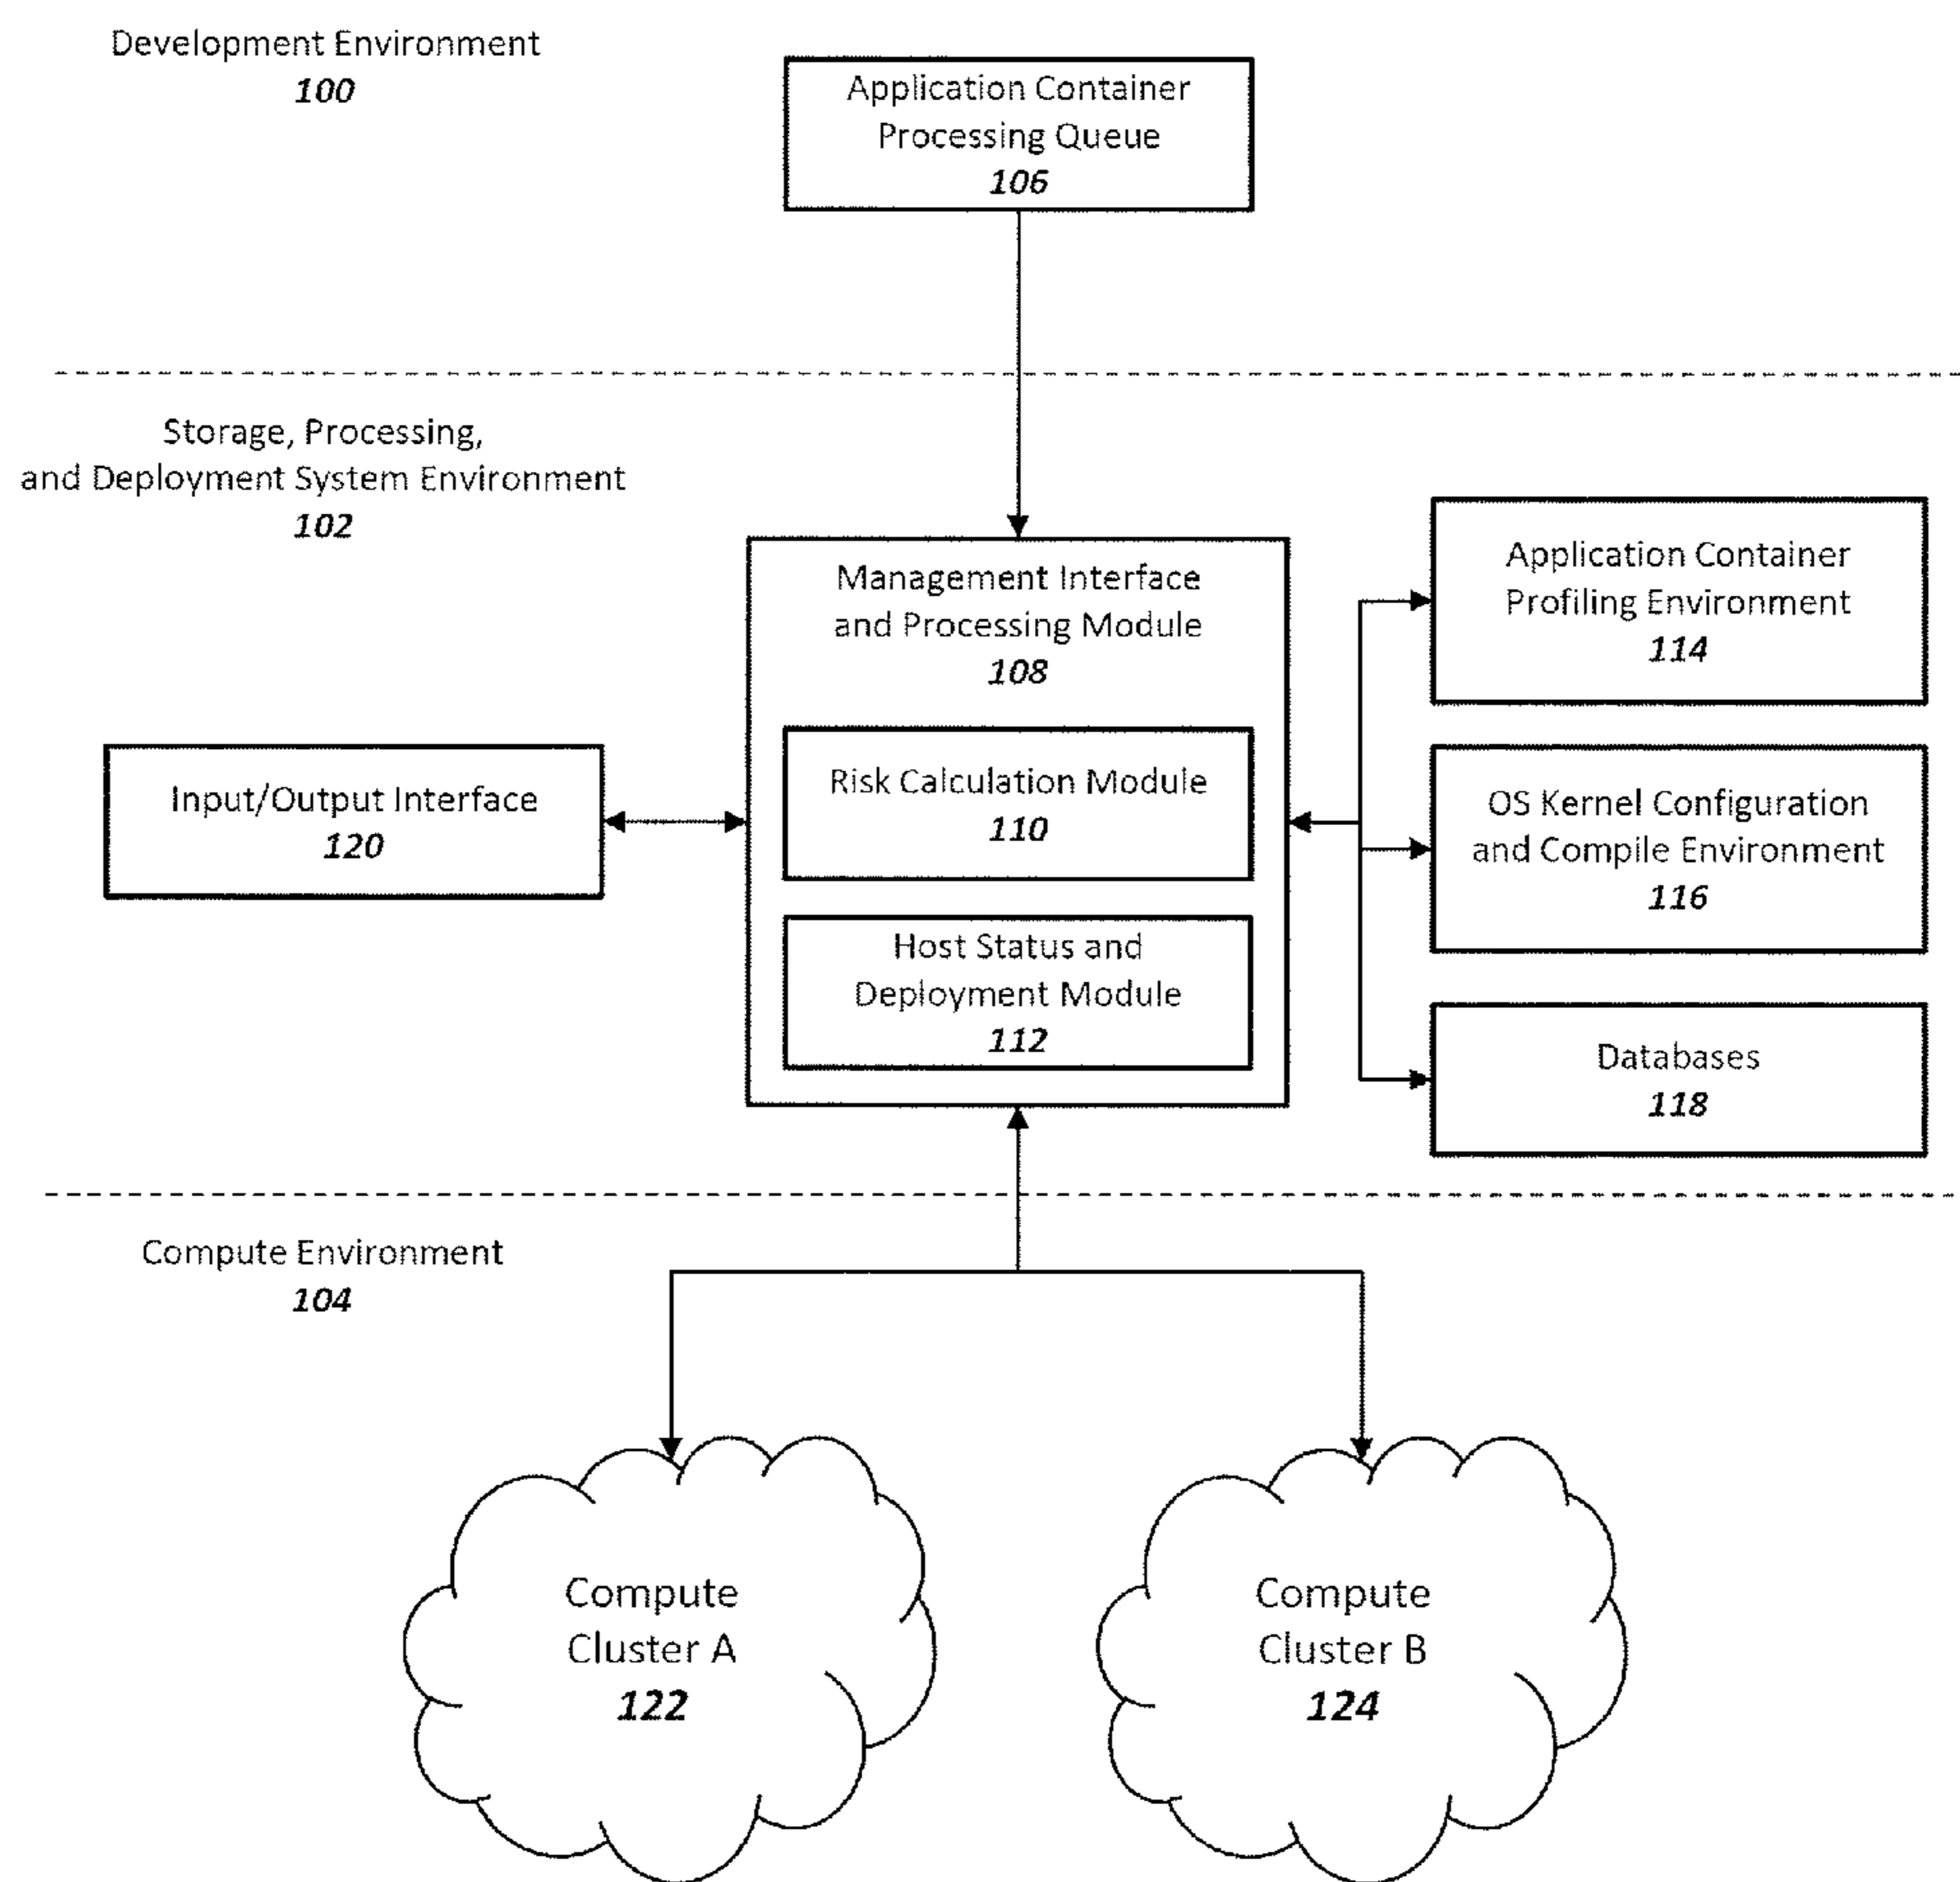 Development Environment
100
Application Container
Processing Queue
106
Storage, Processing,
and Deployment System Environment
102
Management Interface
and Processing Module
108
Risk Calculation Module
110
Host Status and
Deployment Module
112
Input/Output Interface
120
Application Container
Profiling Environment
114
OS Kernel Configuration
and Compile Environment
116
Databases
118
Compute Environment
104
Compute
Cluster A
122
Compute
Cluster B
124